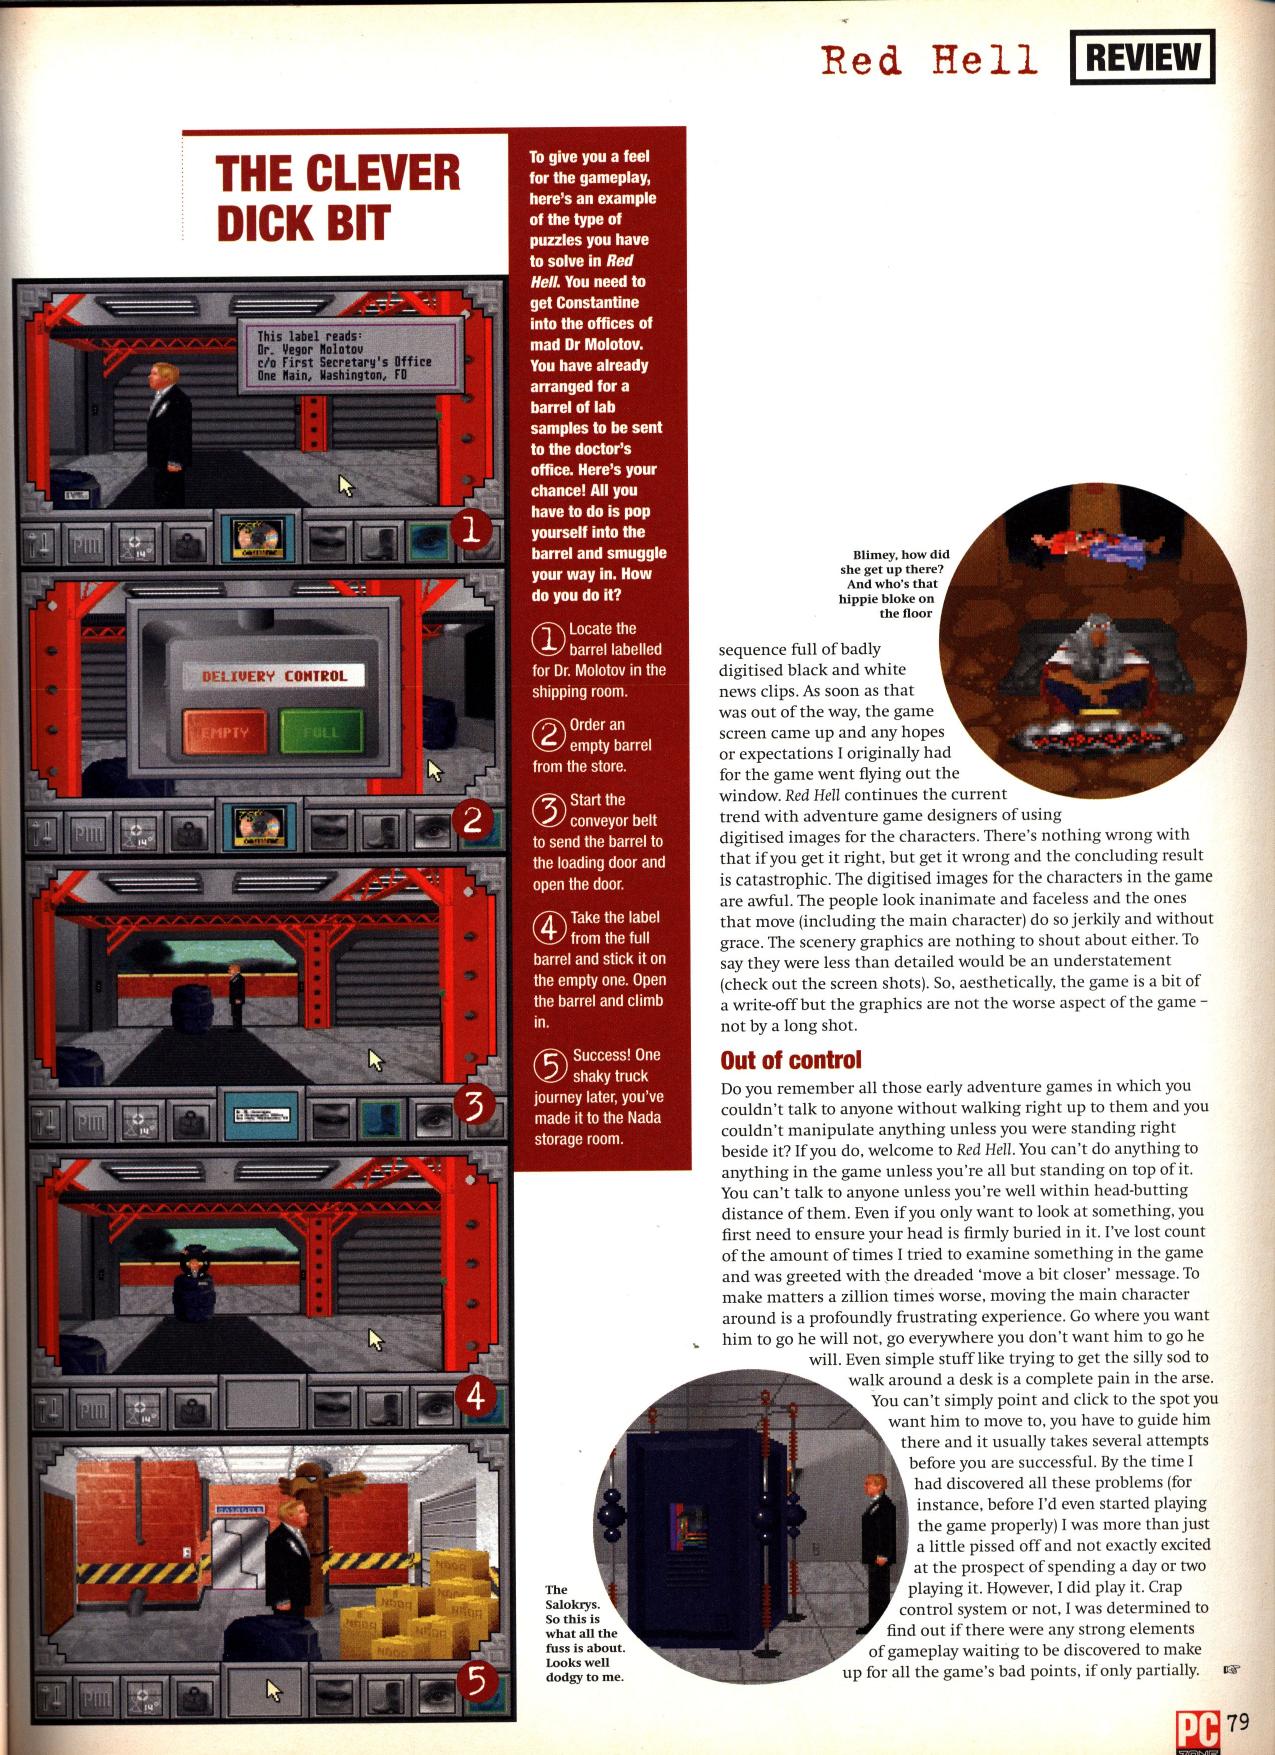 Red Hell REVIEW
THE CLEVER
DICK BIT
This label reads:
Dr. Yegor Molotov
c/o First Secretary's Office
One Main, Washington, FD
1
DELIVERY CONTROL
EMPTY FULL
2
3
4
5
To give you a feel
for the gameplay,
here's an example
of the type of
puzzles you have
to solve in Red
Hell. You need to
get Constantine
into the offices of
mad Dr Molotov.
You have already
arranged for a
barrel of lab
samples to be sent
to the doctor's
office. Here's your
chance! All you
have to do is pop
yourself into the
barrel and smuggle
your way in. How
do you do it?
1 Locate the
barrel labelled
for Dr. Molotov in the
shipping room.
2 Order an
empty barrel
from the store.
3 Start the
conveyor belt
to send the barrel to
the loading door and
open the door.
4 Take the label
from the full
barrel and stick it on
the empty one. Open
the barrel and climb
in.
5 Success! One
shaky truck
journey later, you've
made it to the Nada
storage room.
Blimey, how did
she get up there?
And who's that
hippie bloke on
the floor
sequence full of badly
digitised black and white
news clips. As soon as that
was out of the way, the game
screen came up and any hopes
or expectations I originally had
for the game went flying out the
window. Red Hell continues the current
trend with adventure game designers of using
digitised images for the characters. There's nothing wrong with
that if you get it right, but get it wrong and the concluding result
is catastrophic. The digitised images for the characters in the game
are awful. The people look inanimate and faceless and the ones
that move (including the main character) do so jerkily and without
grace. The scenery graphics are nothing to shout about either. To
say they were less than detailed would be an understatement
(check out the screen shots). So, aesthetically, the game is a bit of
a write-off but the graphics are not the worse aspect of the game –
not by a long shot.
Out of control
Do you remember all those early adventure games in which you
couldn't talk to anyone without walking right up to them and you
couldn't manipulate anything unless you were standing right
beside it? If you do, welcome to Red Hell. You can't do anything to
anything in the game unless you're all but standing on top of it.
You can't talk to anyone unless you're well within head-butting
distance of them. Even if you only want to look at something, you
first need to ensure your head is firmly buried in it. I've lost count
of the amount of times I tried to examine something in the game
and was greeted with the dreaded ‘move a bit closer’ message. To
make matters a zillion times worse, moving the main character
around is a profoundly frustrating experience. Go where you want
him to go he will not, go everywhere you don't want him to go he
will. Even simple stuff like trying to get the silly sod to
walk around a desk is a complete pain in the arse.
You can't simply point and click to the spot you
want him to move to, you have to guide him
there and it usually takes several attempts
before you are successful. By the time I
had discovered all these problems (for
instance, before I'd even started playing
the game properly) I was more than just
a little pissed off and not exactly excited
at the prospect of spending a day or two
playing it. However, I did play it. Crap
control system or not, I was determined to
find out if there were any strong elements
of gameplay waiting to be discovered to make
up for all the game's bad points, if only partially.
The
Salokrys.
So this is
what all the
fuss is about.
Looks well
dodgy to me.
PC
ZONE
79